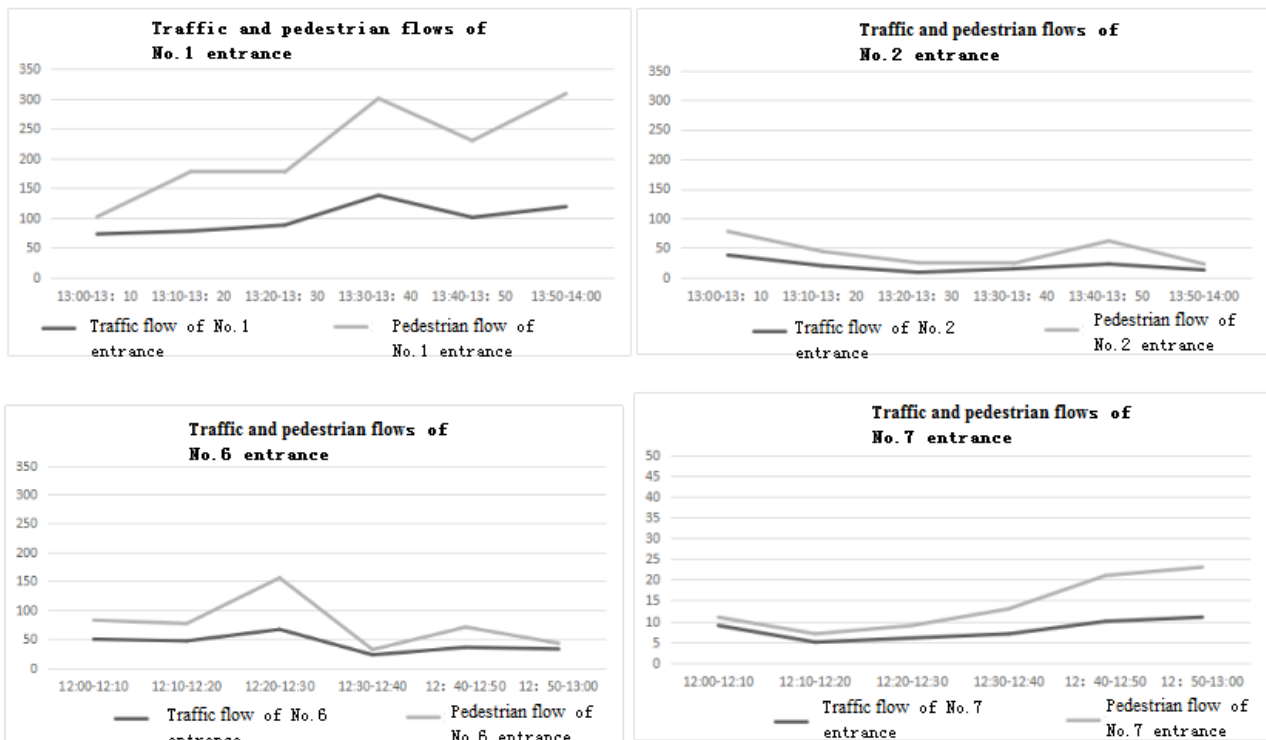 Traffic and pedestrian flows of
No.1 entrance
350
300
250
200
150
100
50
0
13:00-13: 10 13:10-13: 20 13:20-13: 30 13:30-13: 40 13:40-13: 50 13:50-14:00
Traffic flow of No.1 Pedestrian flow of
entrance No.1 entrance
Traffic and pedestrian flows of
No.2 entrance
350
300
250
200
150
100
50
0
13:00-13: 10 13:10-13: 20 13:20-13: 30 13:30-13: 40 13:40-13: 50 13:50-14:00
Traffic flow of No.2 Pedestrian flow of
entrance No.2 entrance
Traffic and pedestrian flows of
No.6 entrance
350
300
250
200
150
100
50
0
12:00-12:10 12:10-12:20 12:20-12:30 12:30-12:40 12: 40-12:50 12: 50-13:00
Traffic flow of No.6 Pedestrian flow of
entrance No.6 entrance
Traffic and pedestrian flows of
No.7 entrance
50
45
40
35
30
25
20
15
10
5
0
12:00-12:10 12:10-12:20 12:20-12:30 12:30-12:40 12: 40-12:50 12: 50-13:00
Traffic flow of No.7 Pedestrian flow of
entrance No.7 entrance